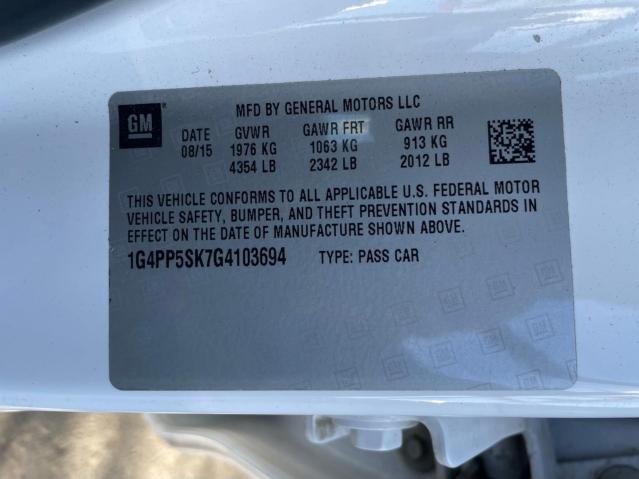 GM MFD BY GENERAL MOTORS LLC
DATE GVWR GAWR FRT GAWR RR
08/15 1976 KG 1063 KG 913 KG
4354 LB 2342 LB 2012 LB
THIS VEHICLE CONFORMS TO ALL APPLICABLE U.S. FEDERAL MOTOR
VEHICLE SAFETY, BUMPER, AND THEFT PREVENTION STANDARDS IN
EFFECT ON THE DATE OF MANUFACTURE SHOWN ABOVE.
1G4PP5SK7G4103694 TYPE: PASS CAR